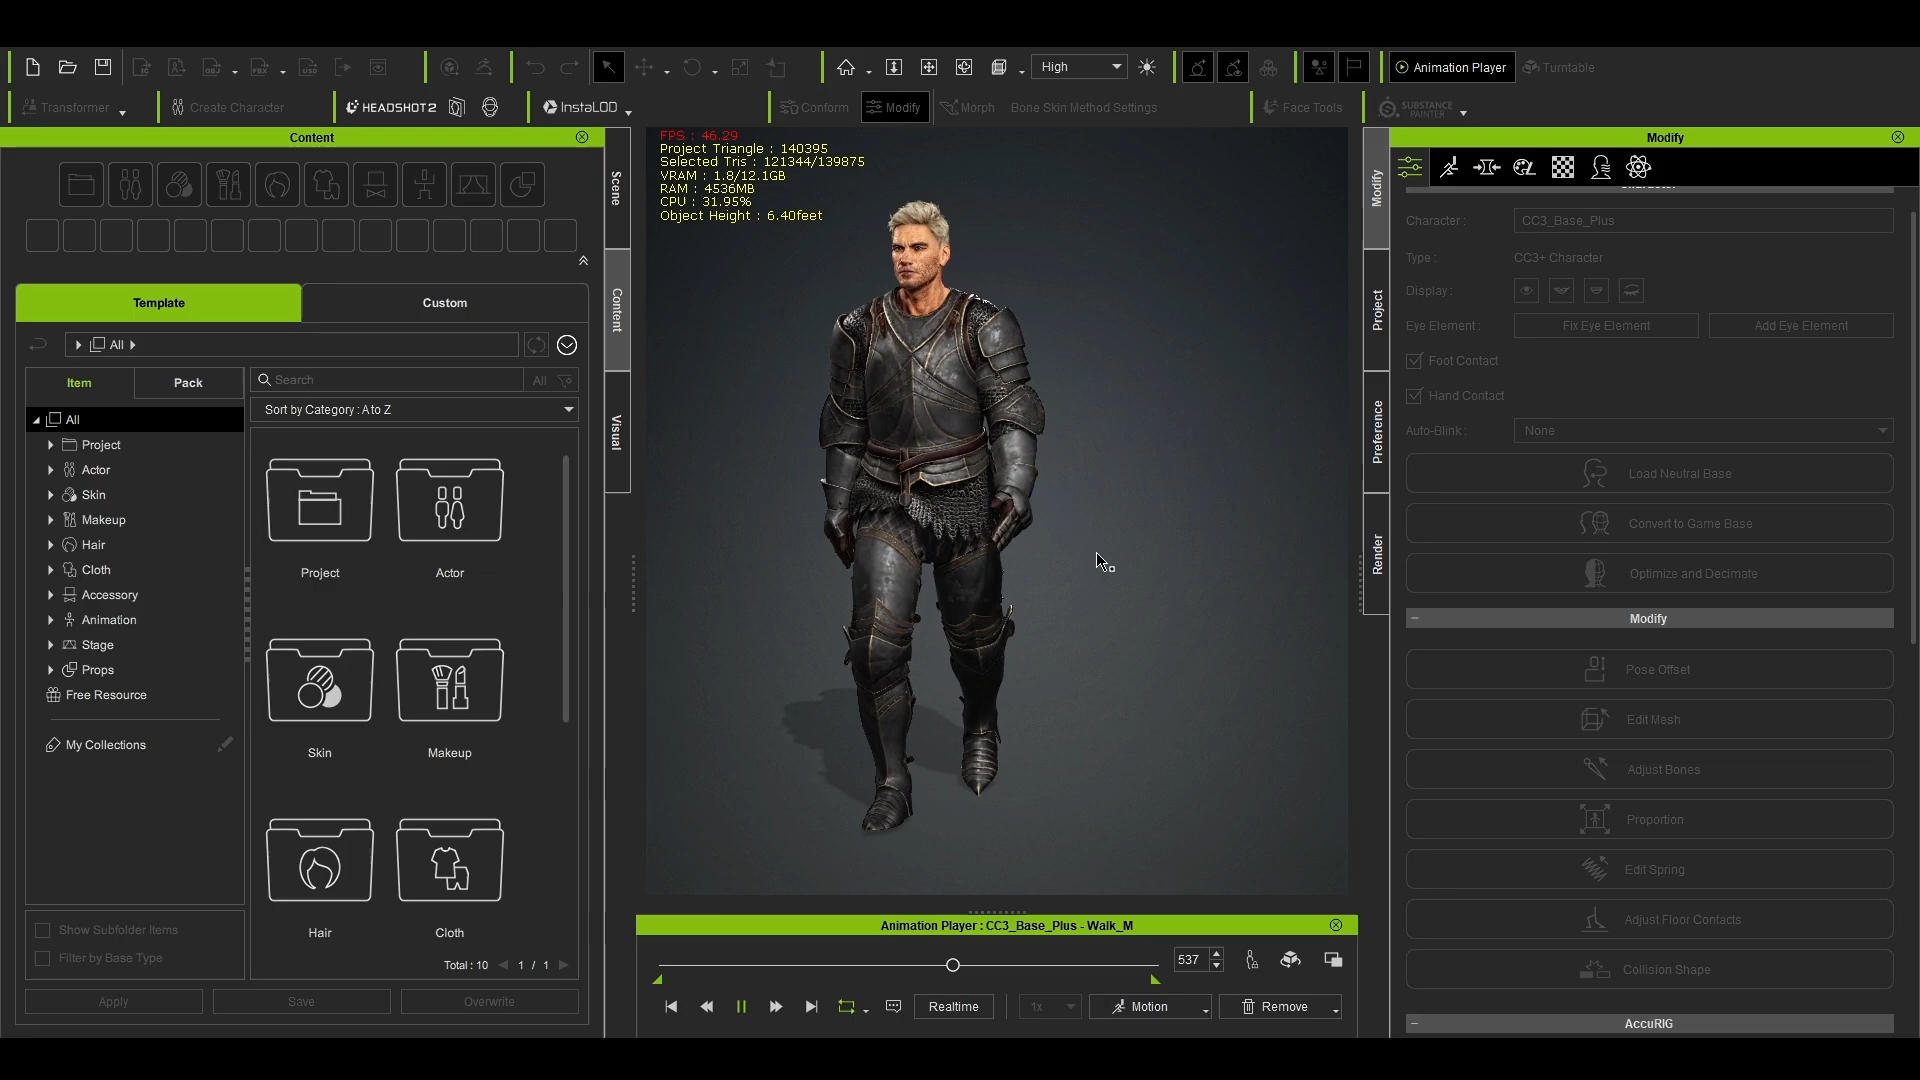 High
Animation Player
Turntable
Transformer
Create Character
HEADSHOT 2
InstaLOD
Conform
Modify
Morph
Bone Skin Method Settings
Face Tools
SUBSTANCE
PAINTER
Content
Template
Custom
All
Item
Pack
Search
All
Sort by Category : A to Z
All
Project
Actor
Skin
Makeup
Hair
Cloth
Accessory
Animation
Stage
Props
Free Resource
My Collections
Project
Actor
Skin
Makeup
Hair
Cloth
Show Subfolder Items
Filter by Base Type
Total : 10
1 / 1
Apply
Save
Overwrite
Scene
Content
Visual
FPS : 46.29
Project Triangle : 140395
Selected Tris : 121344/139875
VRAM : 1.8/12.1GB
RAM : 4536MB
CPU : 31.95%
Object Height : 6.40feet
Animation Player : CC3_Base_Plus - Walk_M
537
Realtime
1x
Motion
Remove
Modify
Project
Preference
Render
Modify
Character
Character :
CC3_Base_Plus
Type :
CC3+ Character
Display :
Eye Element :
Fix Eye Element
Add Eye Element
Foot Contact
Hand Contact
Auto-Blink :
None
Load Neutral Base
Convert to Game Base
Optimize and Decimate
Modify
Pose Offset
Edit Mesh
Adjust Bones
Proportion
Edit Spring
Adjust Floor Contacts
Collision Shape
AccuRIG